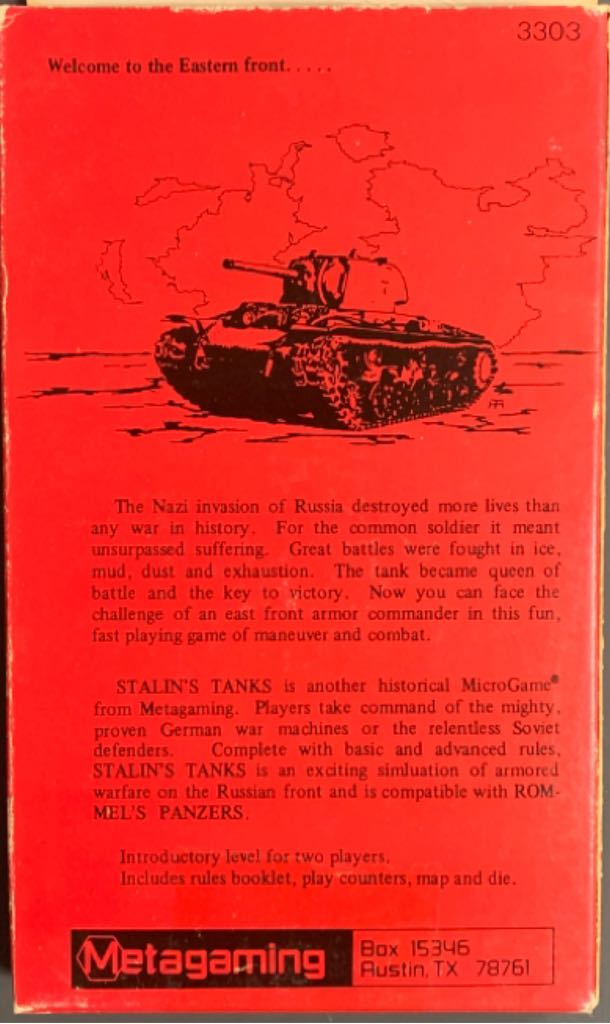 3303
Welcome to the Eastern front.....
The Nazi invasion of Russia destroyed more lives than
any war in history. For the common soldier it meant
unsurpassed suffering. Great battles were fought in ice,
mud, dust and exhaustion. The tank became queen of
battle and the key to victory. Now you can face the
challenge of an east front armor commander in this fun,
fast playing game of maneuver and combat.
STALIN'S TANKS is another historical MicroGame®
from Metagaming. Players take command of the mighty,
proven German war machines or the relentless Soviet
defenders. Complete with basic and advanced rules,
STALIN'S TANKS is an exciting simluation of armored
warfare on the Russian front and is compatible with ROM-
MEL'S PANZERS.
Introductory level for two players.
Includes rules booklet, play counters, map and die.
Metagaming
Box 15346
Austin, TX 78761